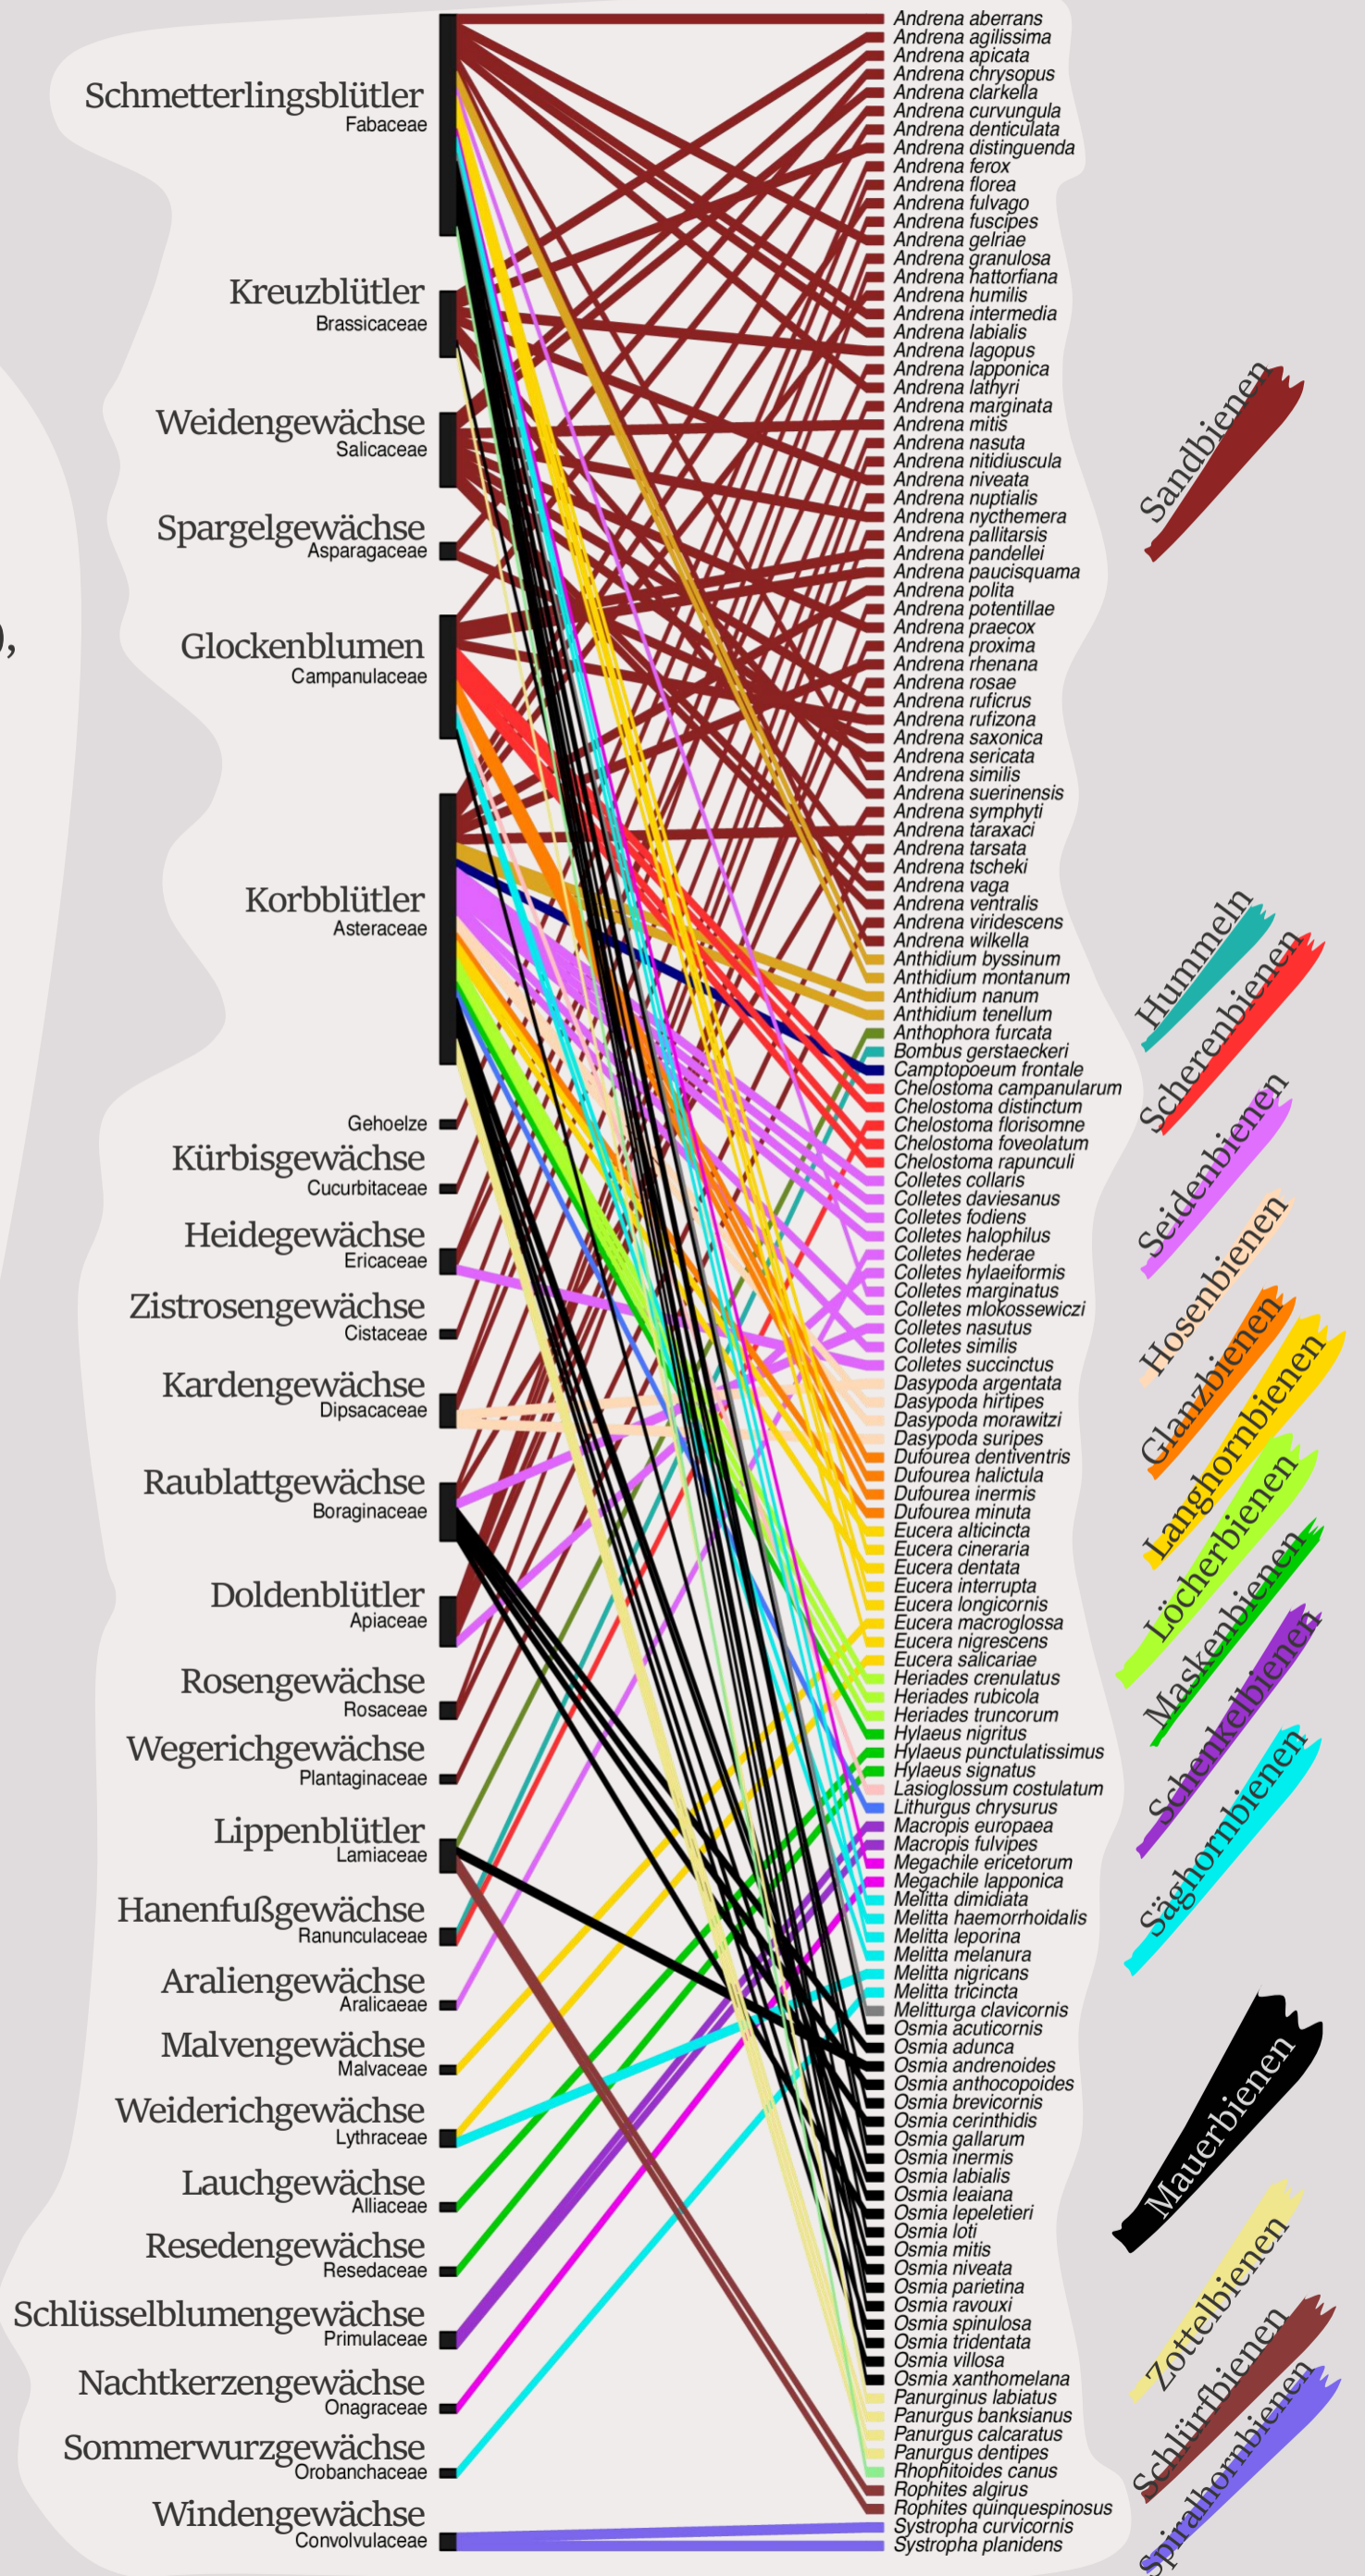 Schmetterlingsblütler
Fabaceae
Kreuzblütler
Brassicaceae
Weidengewächse
Salicaceae
Spargelgewächse
Asparagaceae
),
Glockenblumen
Campanulaceae
Korbblütler
Asteraceae
Gehoelze
Kürbisgewächse
Cucurbitaceae
Heidegewächse
Ericaceae
Zistrosengewächse
Cistaceae
Kardengewächse
Dipsacaceae
Raublattgewächse
Boraginaceae
Doldenblütler
Apiaceae
Rosengewächse
Rosaceae
Wegerichgewächse
Plantaginaceae
Lippenblütler
Lamiaceae
Hanenfußgewächse
Ranunculaceae
Araliengewächse
Aralicaeae
Malvengewächse
Malvaceae
Weiderichgewächse
Lythraceae
Lauchgewächse
Alliaceae
Resedengewächse
Resedaceae
Schlüsselblumengewächse
Primulaceae
Nachtkerzengewächse
Onagraceae
Sommerwurzgewächse
Orobanchaceae
Windengewächse
Convolvulaceae
Andrena aberrans
Andrena agilissima
Andrena apicata
Andrena chrysopus
Andrena clarkella
Andrena curvungula
Andrena denticulata
Andrena distinguenda
Andrena ferox
Andrena florea
Andrena fulvago
Andrena fuscipes
Andrena gelriae
Andrena granulosa
Andrena hattorfiana
Andrena humilis
Andrena intermedia
Andrena labialis
Andrena lagopus
Andrena lapponica
Andrena lathyri
Andrena marginata
Andrena mitis
Andrena nasuta
Andrena nitidiuscula
Andrena niveata
Andrena nuptialis
Andrena nycthemera
Andrena pallitarsis
Andrena pandellei
Andrena paucisquama
Andrena polita
Andrena potentillae
Andrena praecox
Andrena proxima
Andrena rhenana
Andrena rosae
Andrena ruficrus
Andrena rufizona
Andrena saxonica
Andrena sericata
Andrena similis
Andrena suerinensis
Andrena symphyti
Andrena taraxaci
Andrena tarsata
Andrena tscheki
Andrena vaga
Andrena ventralis
Andrena viridescens
Andrena wilkella
Anthidium byssinum
Anthidium montanum
Anthidium nanum
Anthidium tenellum
Anthophora furcata
Bombus gerstaeckeri
Camptopoeum frontale
Chelostoma campanularum
Chelostoma distinctum
Chelostoma florisomne
Chelostoma foveolatum
Chelostoma rapunculi
Colletes collaris
Colletes daviesanus
Colletes fodiens
Colletes halophilus
Colletes hederae
Colletes hylaeiformis
Colletes marginatus
Colletes mlokossewiczi
Colletes nasutus
Colletes similis
Colletes succinctus
Dasypoda argentata
Dasypoda hirtipes
Dasypoda morawitzi
Dasypoda suripes
Dufourea dentiventris
Dufourea halictula
Dufourea inermis
Dufourea minuta
Eucera alticincta
Eucera cineraria
Eucera dentata
Eucera interrupta
Eucera longicornis
Eucera macroglossa
Eucera nigrescens
Eucera salicariae
Heriades crenulatus
Heriades rubicola
Heriades truncorum
Hylaeus nigritus
Hylaeus punctulatissimus
Hylaeus signatus
Lasioglossum costulatum
Lithurgus chrysurus
Macropis europaea
Macropis fulvipes
Megachile ericetorum
Megachile lapponica
Melitta dimidiata
Melitta haemorrhoidalis
Melitta leporina
Melitta melanura
Melitta nigricans
Melitta tricincta
Melitturga clavicornis
Osmia acuticornis
Osmia adunca
Osmia andrenoides
Osmia anthocopoides
Osmia brevicornis
Osmia cerinthidis
Osmia gallarum
Osmia inermis
Osmia labialis
Osmia leaiana
Osmia lepeletieri
Osmia loti
Osmia mitis
Osmia niveata
Osmia parietina
Osmia ravouxi
Osmia spinulosa
Osmia tridentata
Osmia villosa
Osmia xanthomelana
Panurginus labiatus
Panurgus banksianus
Panurgus calcaratus
Panurgus dentipes
Rhophitoides canus
Rophites algirus
Rophites quinquespinosus
Systropha curvicornis
Systropha planidens
Sandbienen
Hummeln
Scherenbienen
Seidenbienen
Hosenbienen
Glanzbienen
Langhornbienen
Löcherbienen
Maskenbienen
Schenkelbienen
Säghornbienen
Mauerbienen
Zottelbienen
Schlürfbienen
Spiralhornbienen